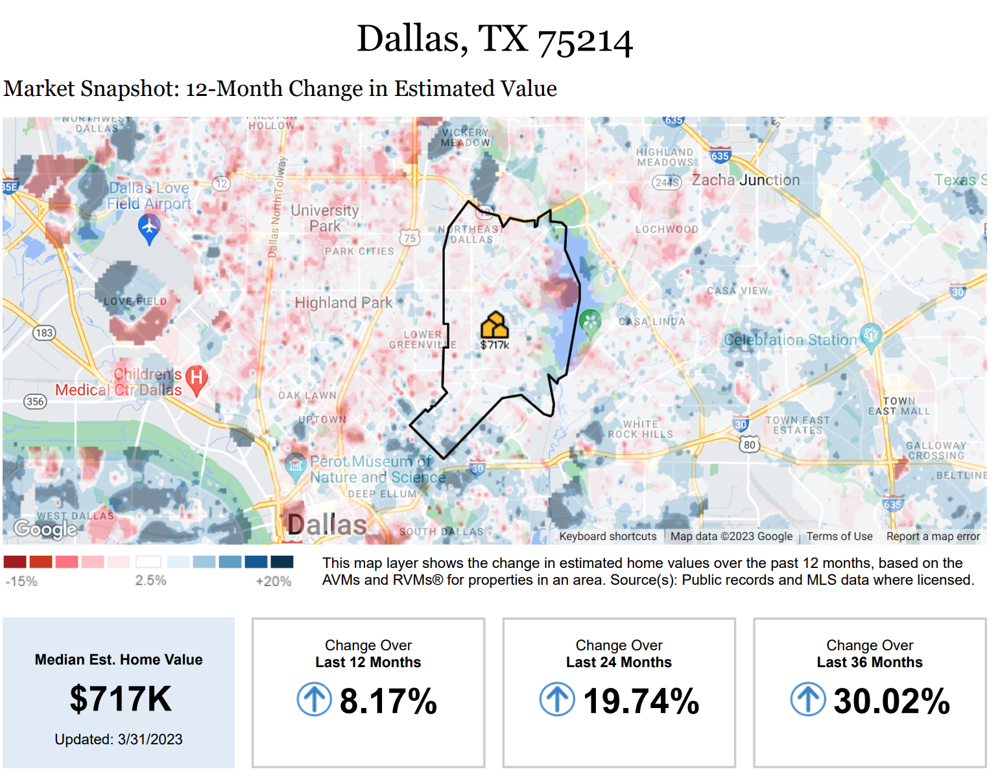 Dallas, TX 75214
Market Snapshot: 12-Month Change in Estimated Value
NORTHWEST
DALLAS
PRESTON
HOLLOW
VICKERY
MEADOW
635
HIGHLAND
MEADOWS
635
35E
12
244S
Zacha Junction
Texas S
Dallas Love
Field Airport
Dallas North Tollway
University
Park
12
75
NORTHEAST
DALLAS
LOCHWOOD
PARK CITIES
CASA VIEW
30
LOVE FIELD
Highland Park
CASA LINDA
183
LOWER
GREENVILLE
$717k
Celebration Station
Children's
Medical Ctr Dallas
H
356
OAK LAWN
UPTOWN
TOWN
EAST MALL
WHITE
ROCK HILLS
30
TOWN EAST
ESTATES
80
GALLOWAY
CROSSING
Perot Museum of
Nature and Science
30
BELTLINE
DEEP ELLUM
635
WEST DALLAS
Google
Dallas
SOUTH DALLAS
Keyboard shortcuts
Map data ©2023 Google
Terms of Use
Report a map error
-15%
2.5%
+20%
This map layer shows the change in estimated home values over the past 12 months, based on the
AVMs and RVMs® for properties in an area. Source(s): Public records and MLS data where licensed.
Median Est. Home Value
$717K
Updated: 3/31/2023
Change Over
Last 12 Months
8.17%
Change Over
Last 24 Months
19.74%
Change Over
Last 36 Months
30.02%